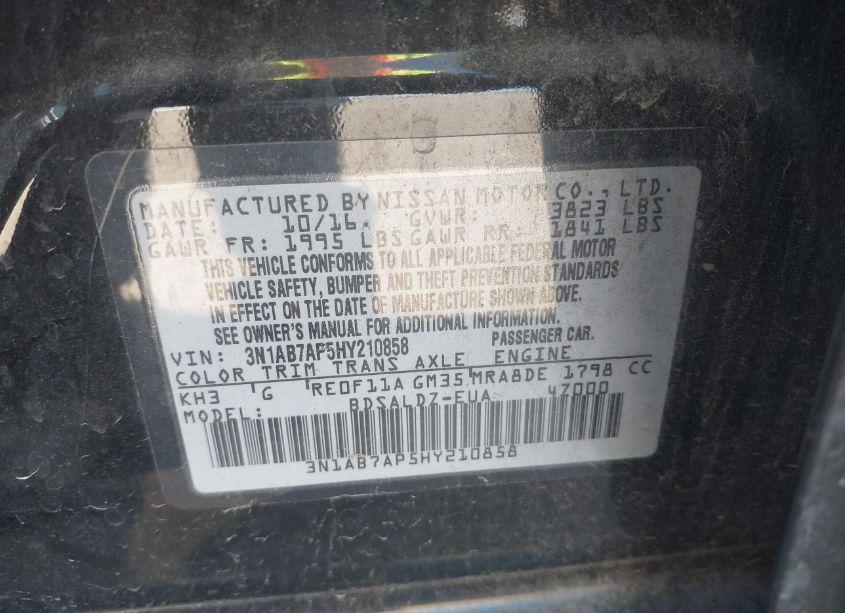 MANUFACTURED BY NISSAN MOTOR CO., LTD.
DATE: 10/16 GVWR: 3823 LBS
GAWR FR: 1995 LBS GAWR RR: 1841 LBS
THIS VEHICLE CONFORMS TO ALL APPLICABLE FEDERAL MOTOR
VEHICLE SAFETY, BUMPER AND THEFT PREVENTION STANDARDS
IN EFFECT ON THE DATE OF MANUFACTURE SHOWN ABOVE.
SEE OWNER'S MANUAL FOR ADDITIONAL INFORMATION.
VIN: 3N1AB7AP5HY210858 PASSENGER CAR.
COLOR TRIM TRANS AXLE ENGINE
KH3 G RE0F11A GM35 MRA8DE 1798 CC
MODEL: BDSALDZ-EUA 47000
3N1AB7AP5HY210858